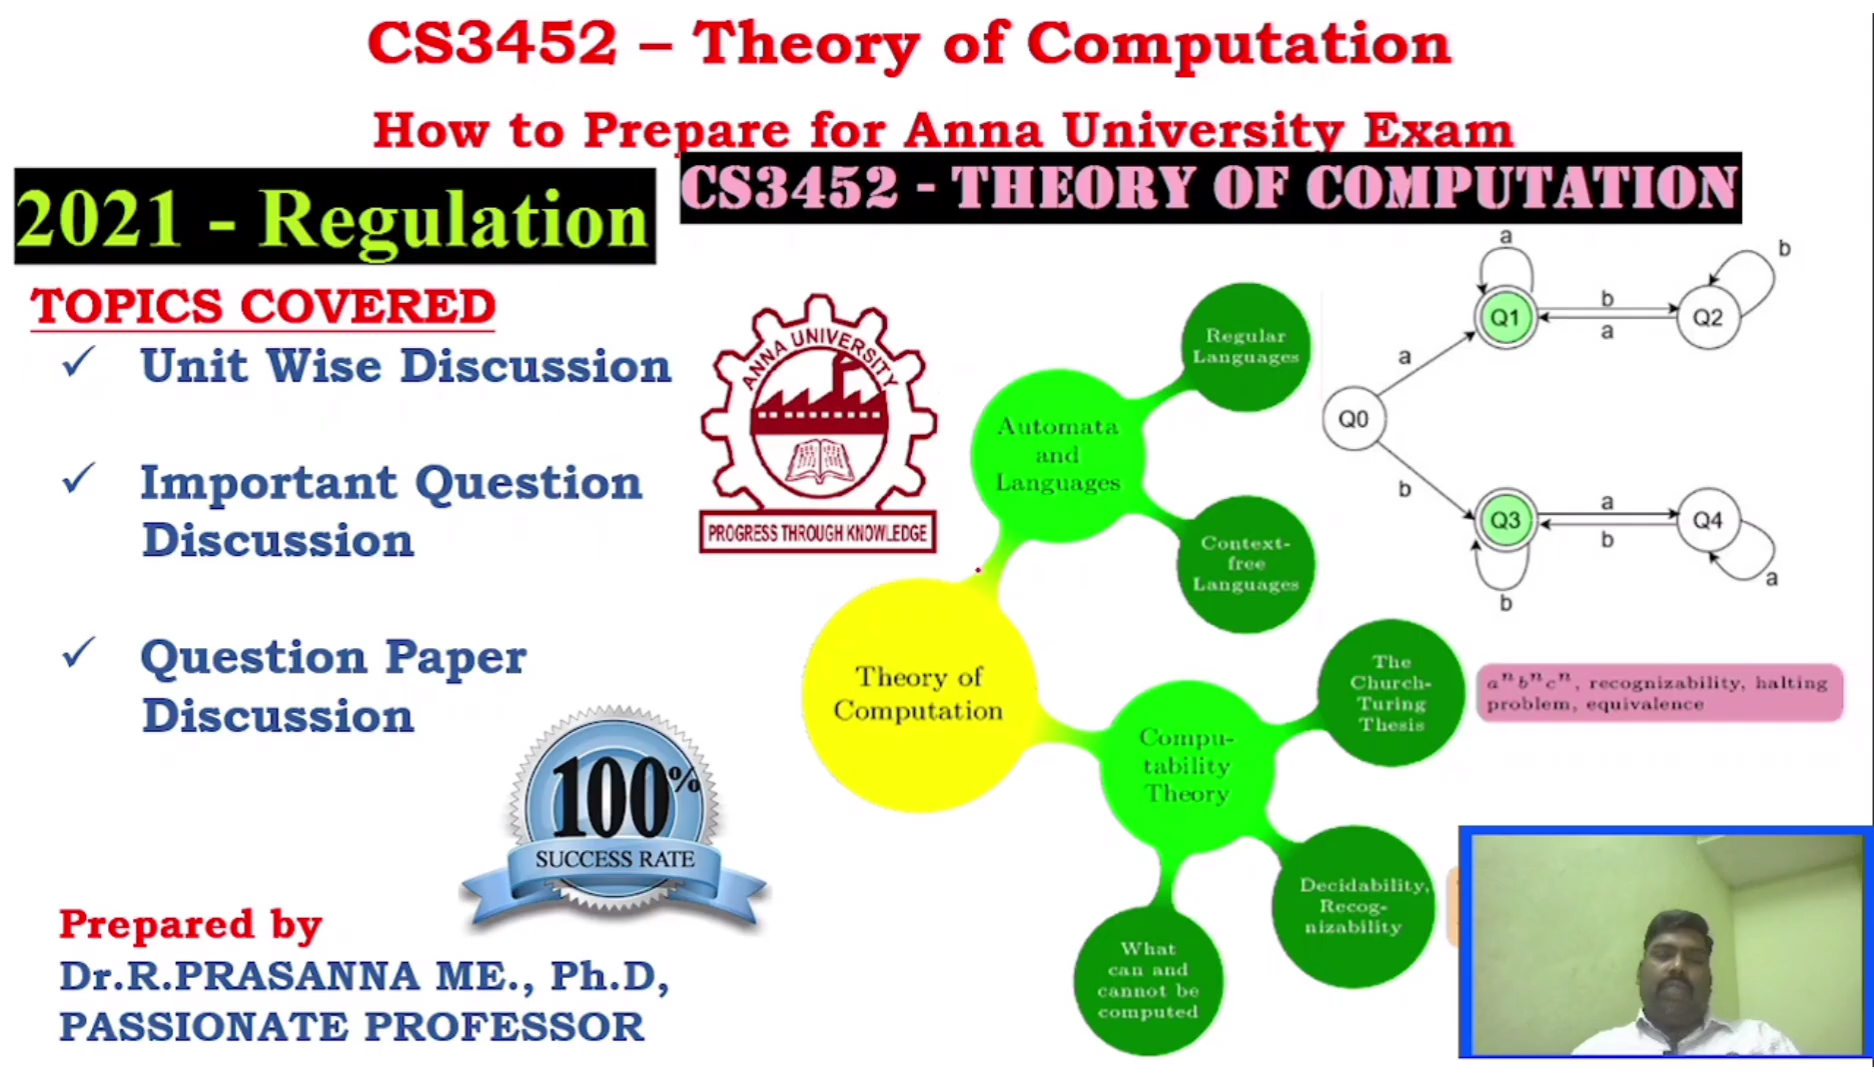 CS3452 – Theory of Computation
How to Prepare for Anna University Exam
2021 - Regulation
CS3452 - THEORY OF COMPUTATION
TOPICS COVERED
✓ Unit Wise Discussion
✓ Important Question
Discussion
✓ Question Paper
Discussion
100%
SUCCESS RATE
Prepared by
Dr.R.PRASANNA ME., Ph.D,
PASSIONATE PROFESSOR
ANNA UNIVERSITY
PROGRESS THROUGH KNOWLEDGE
Theory of
Computation
Automata
and
Languages
Regular
Languages
Context-
free
Languages
Compu-
tability
Theory
The
Church-
Turing
Thesis
Decidability,
Recog-
nizability
What
can and
cannot be
computed
aⁿbⁿcⁿ, recognizability, halting
problem, equivalence
a
b
Q1
b
a
Q2
a
Q0
b
Q3
a
b
Q4
b
a